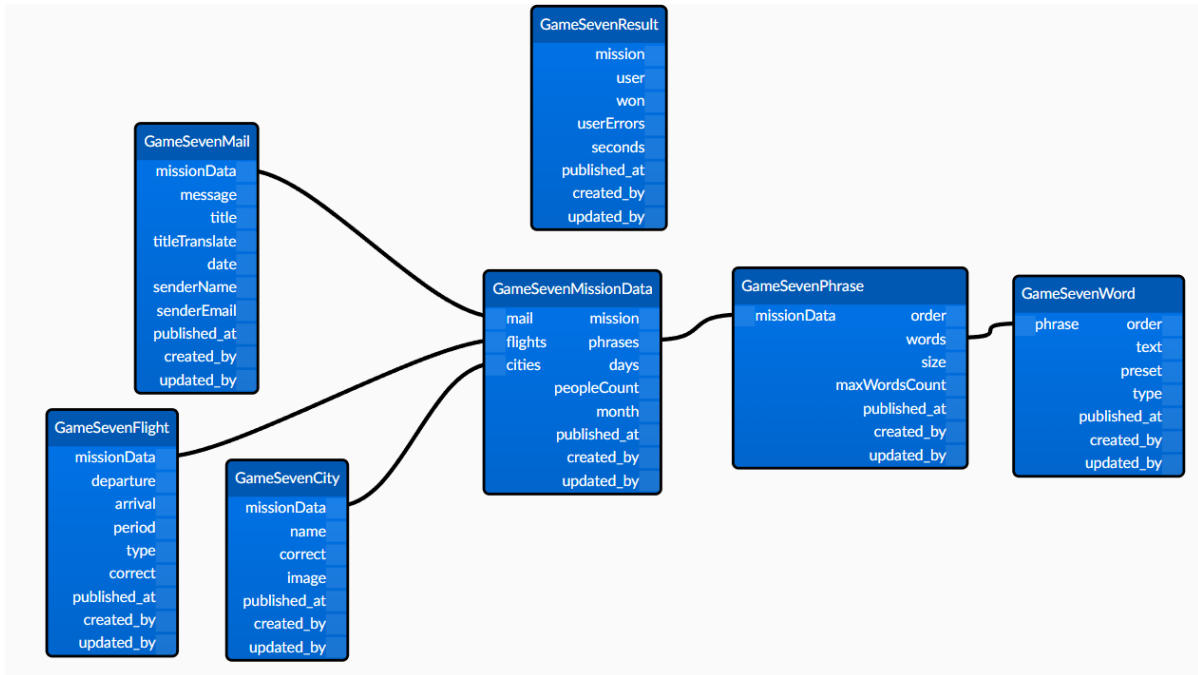 GameSevenResult
mission
user
won
userErrors
seconds
published_at
created_by
updated_by
GameSevenMail
missionData
message
title
titleTranslate
date
senderName
senderEmail
published_at
created_by
updated_by
GameSevenFlight
missionData
departure
arrival
period
type
correct
published_at
created_by
updated_by
GameSevenCity
missionData
name
correct
image
published_at
created_by
updated_by
GameSevenMissionData
mail mission
flights phrases
cities days
peopleCount
month
published_at
created_by
updated_by
GameSevenPhrase
missionData order
words
size
maxWordsCount
published_at
created_by
updated_by
GameSevenWord
phrase order
text
preset
type
published_at
created_by
updated_by